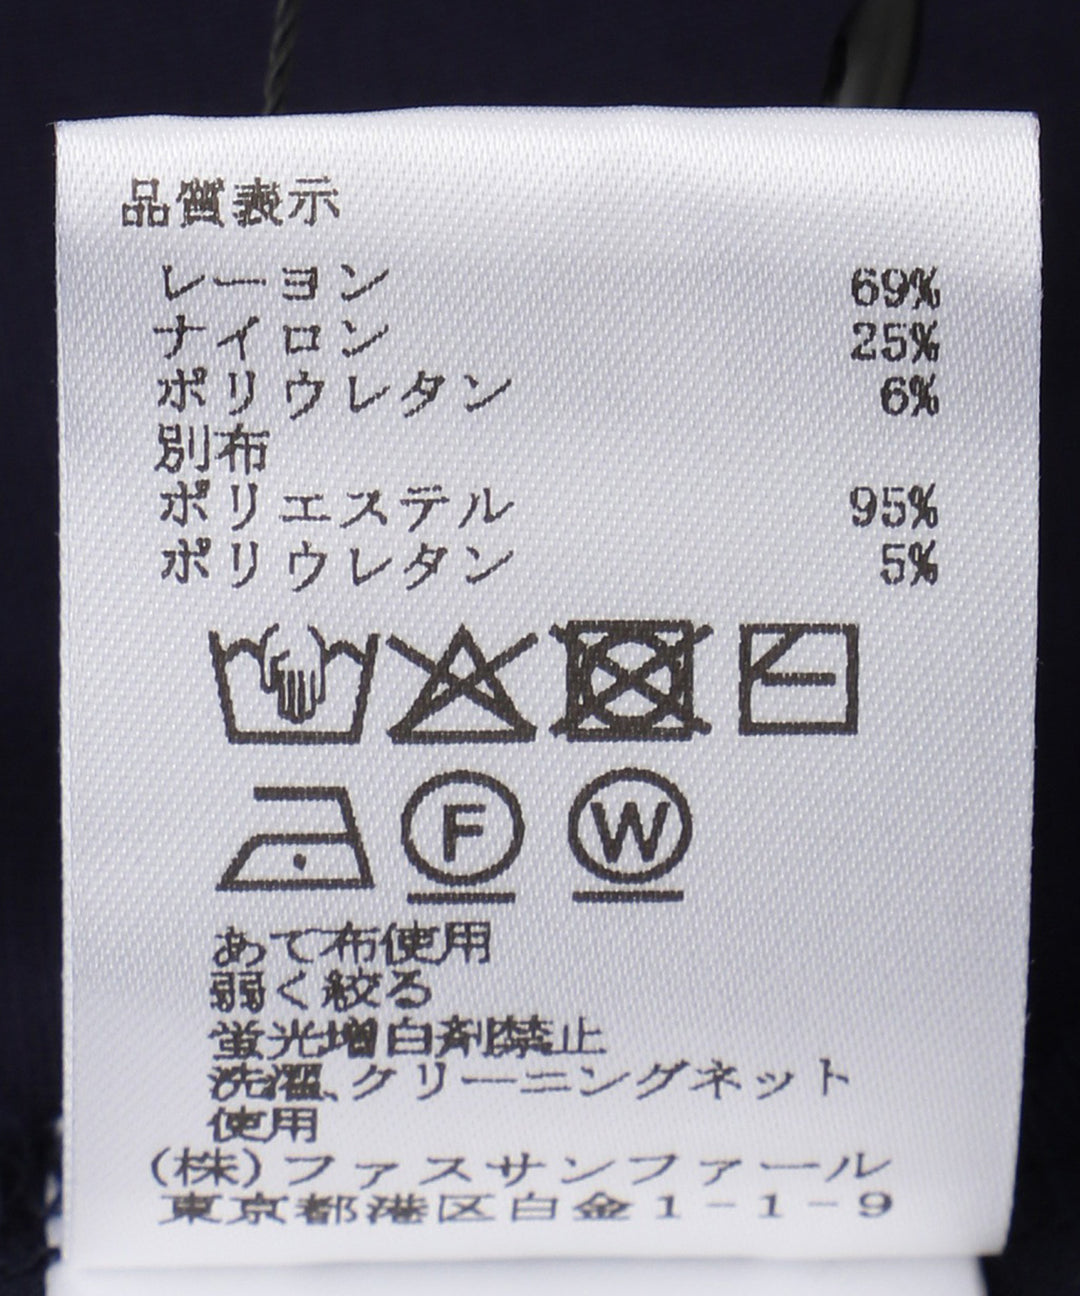 品質表示
レーヨン 69%
ナイロン 25%
ポリウレタン 6%
別布
ポリエステル 95%
ポリウレタン 5%
F W
あて布使用
弱く絞る
蛍光増白剤禁止
洗濯、クリーニングネット
使用
(株)ファスサンファール
東京都港区白金1-1-9